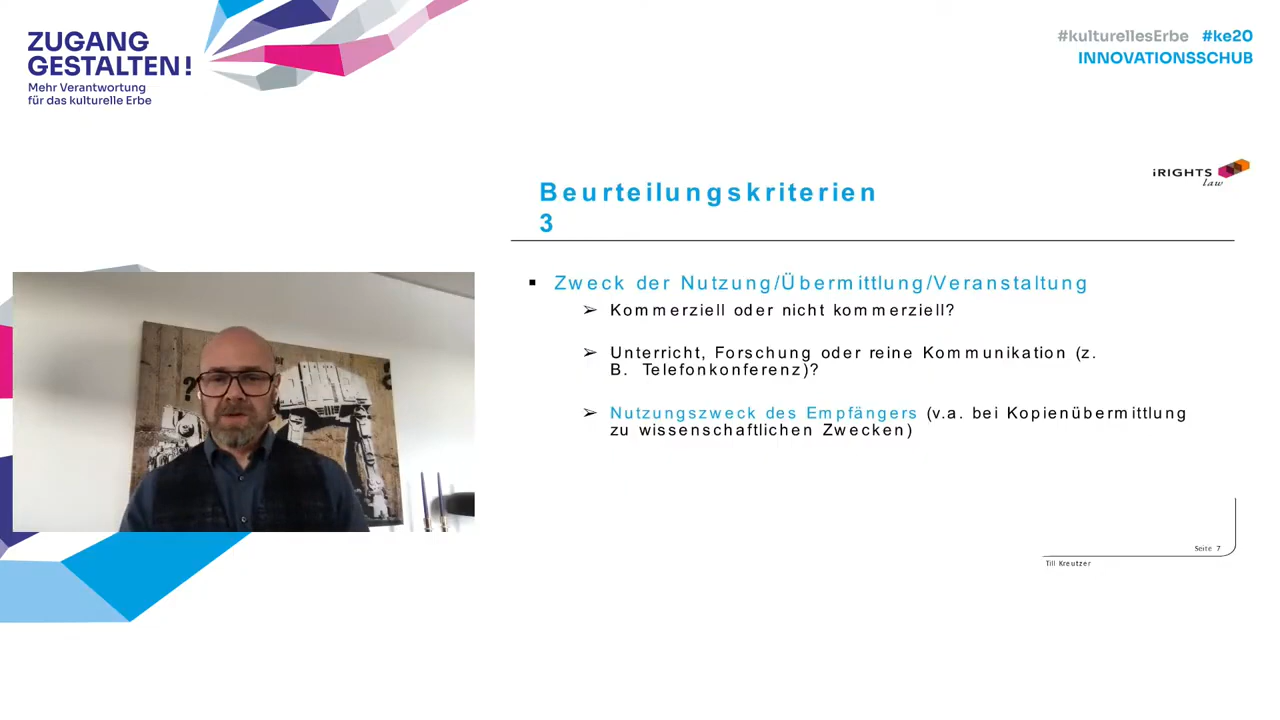 ZUGANG
GESTALTEN!
Mehr Verantwortung
für das kulturelle Erbe
#kulturellesErbe #ke20
INNOVATIONSSCHUB
iRIGHTS
law
Beurteilungskriterien
3
▪ Zweck der Nutzung/Übermittlung/Veranstaltung
➢ Kommerziell oder nicht kommerziell?
➢ Unterricht, Forschung oder reine Kommunikation (z.
B. Telefonkonferenz)?
➢ Nutzungszweck des Empfängers (v.a. bei Kopienübermittlung
zu wissenschaftlichen Zwecken)
Seite 7
Till Kreutzer